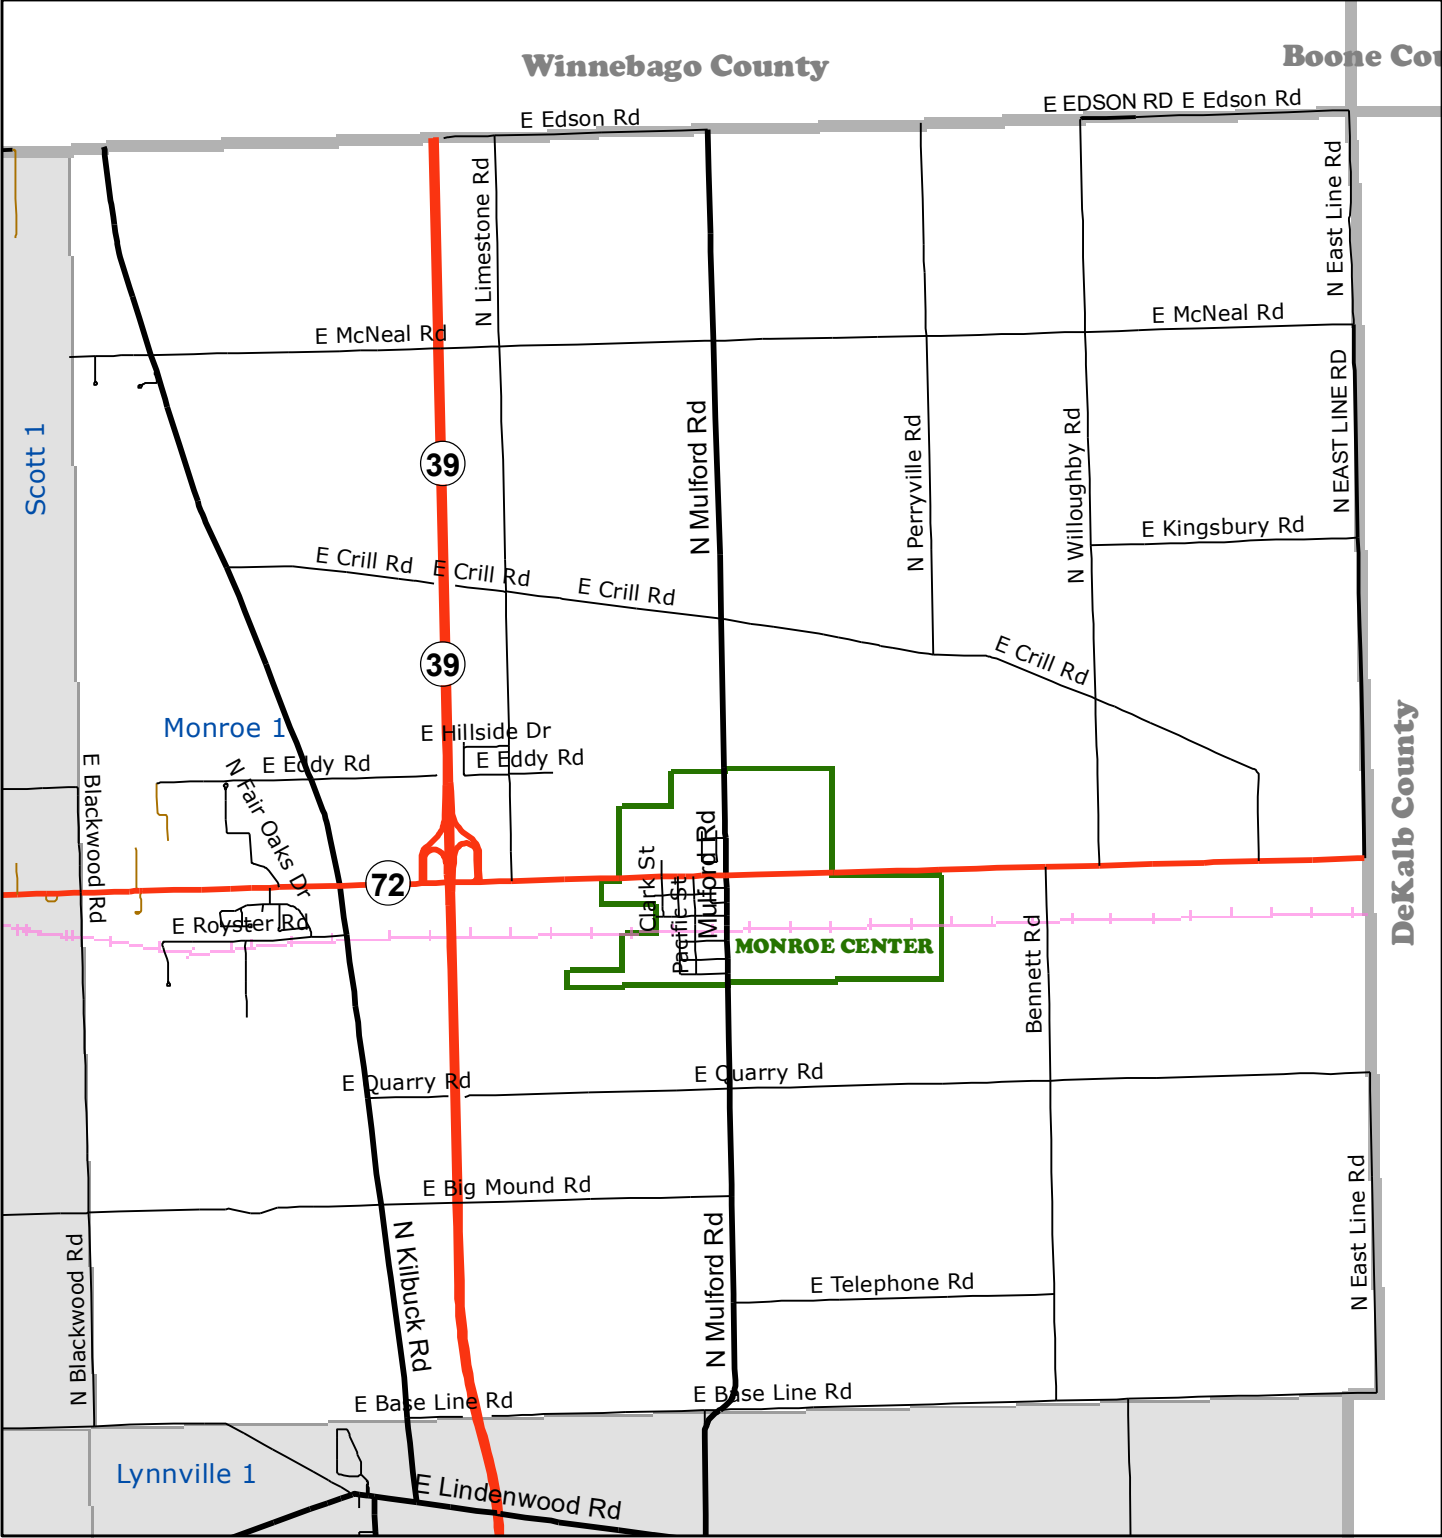 Winnebago County
Boone Cou
E Edson Rd
E EDSON RD
E Edson Rd
N Limestone Rd
N East Line Rd
E McNeal Rd
E McNeal Rd
N EAST LINE RD
Scott 1
39
N Mulford Rd
N Perryville Rd
N Willoughby Rd
E Kingsbury Rd
E Crill Rd
E Crill Rd
E Crill Rd
E Crill Rd
39
Monroe 1
E Hillside Dr
E Eddy Rd
E Eddy Rd
DeKalb County
E Blackwood Rd
N Fair Oaks Dr
72
Clark St
Mulford Rd
Pacific St
E Royster Rd
MONROE CENTER
Bennett Rd
E Quarry Rd
E Quarry Rd
E Big Mound Rd
N East Line Rd
N Blackwood Rd
N Kilbuck Rd
N Mulford Rd
E Telephone Rd
E Base Line Rd
E Base Line Rd
Lynnville 1
E Lindenwood Rd